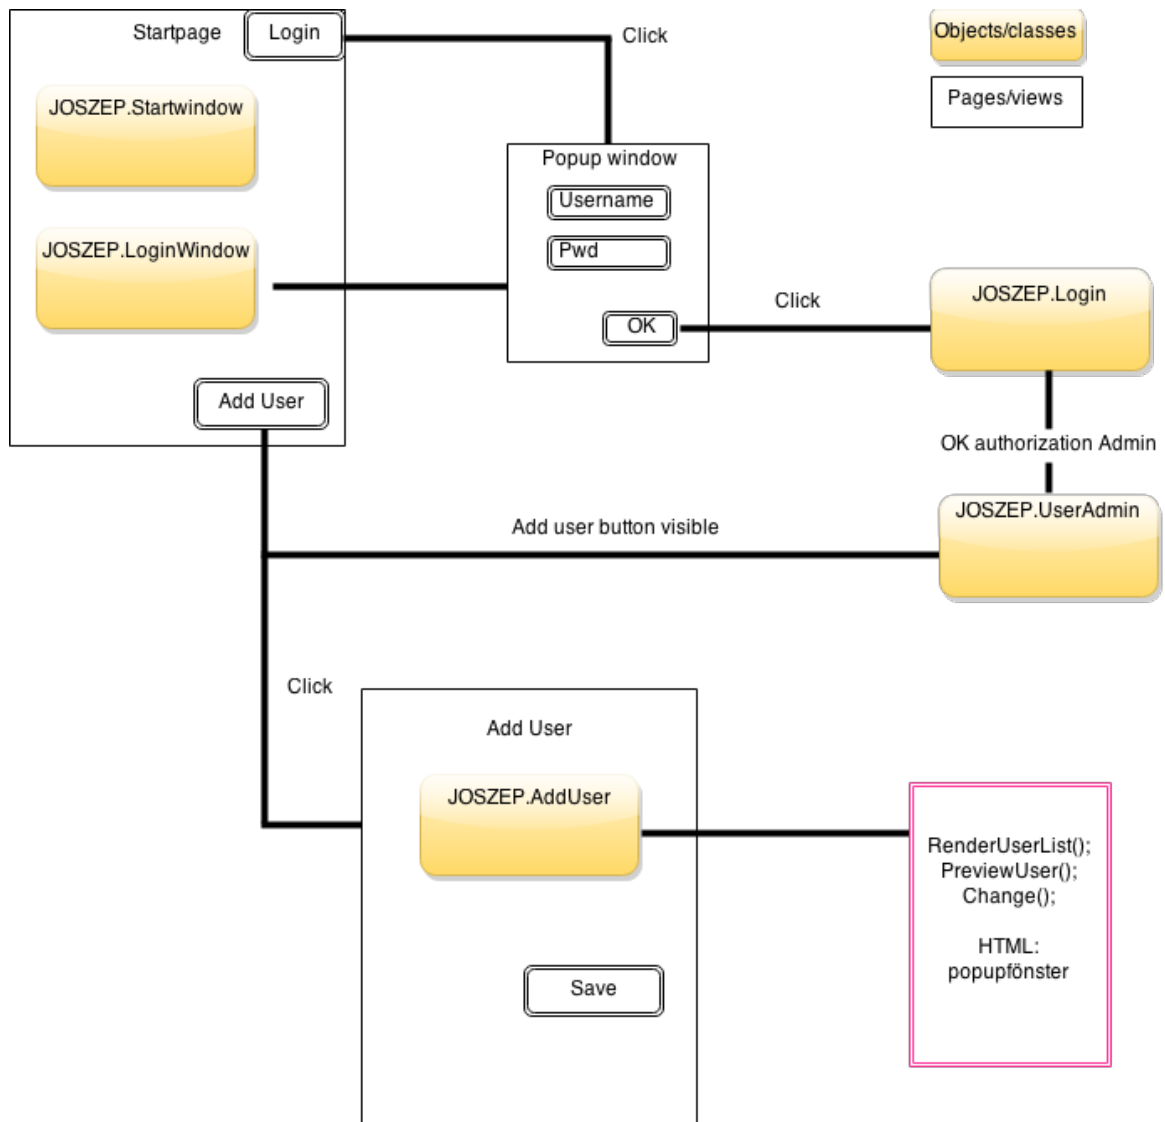 Startpage
Login
Click
Objects/classes
Pages/views
JOSZEP.Startwindow
Popup window
Username
Pwd
OK
JOSZEP.LoginWindow
Click
JOSZEP.Login
Add User
OK authorization Admin
JOSZEP.UserAdmin
Add user button visible
Click
Add User
JOSZEP.AddUser
Save
RenderUserList();
PreviewUser();
Change();
HTML:
popupfönster